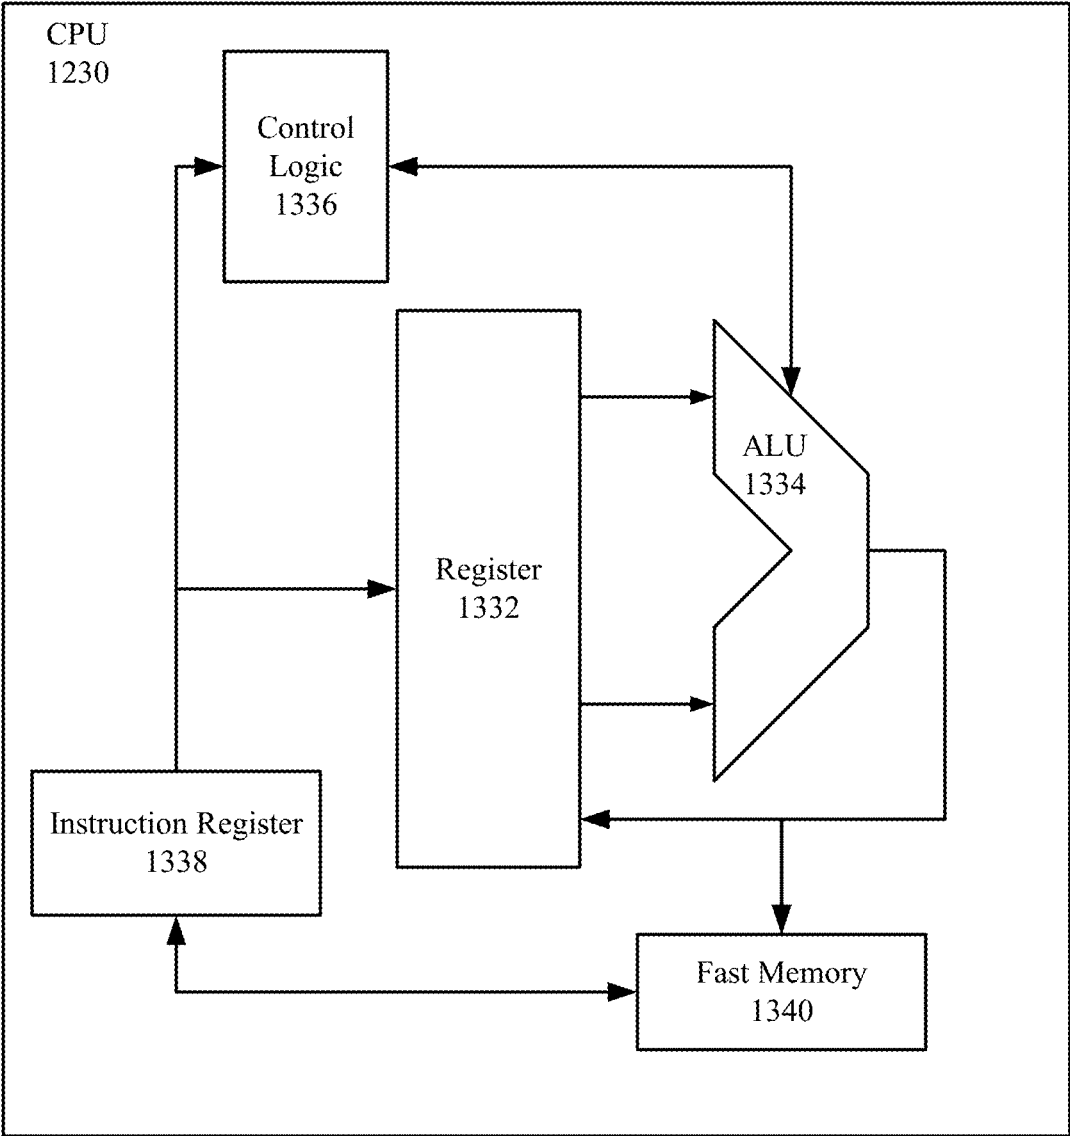 CPU
1230
Control
Logic
1336
ALU
1334
Register
1332
Instruction Register
1338
Fast Memory
1340